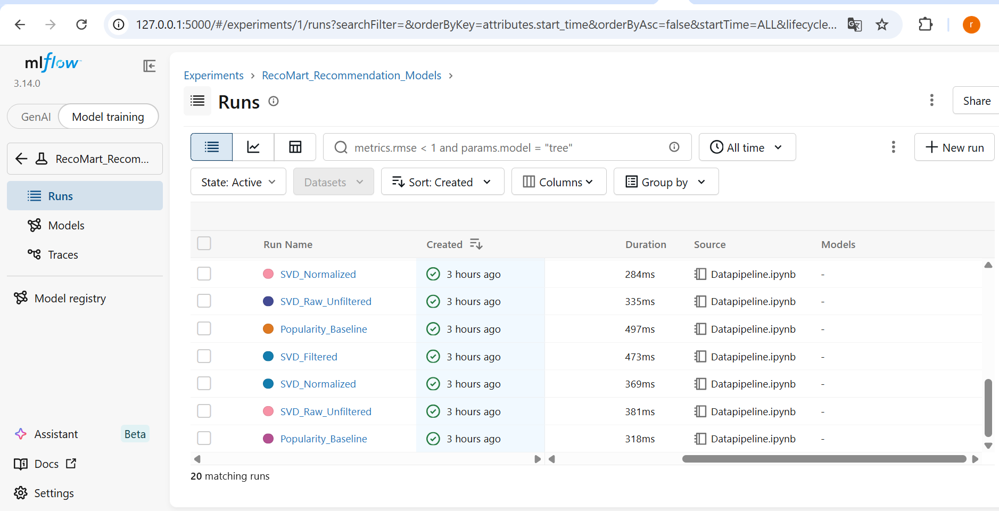 127.0.0.1:5000/#/experiments/1/runs?searchFilter=&orderByKey=attributes.start_time&orderByAsc=false&startTime=ALL&lifecycle...
r
mlflow
3.14.0
GenAI
Model training
RecoMart_Recom...
Runs
Models
Traces
Model registry
Assistant
Beta
Docs
Settings
Experiments > RecoMart_Recommendation_Models >
Runs
Share
metrics.rmse < 1 and params.model = "tree"
All time
New run
State: Active
Datasets
Sort: Created
Columns
Group by
Run Name Created Duration Source Models
SVD_Normalized 3 hours ago 284ms Datapipeline.ipynb -
SVD_Raw_Unfiltered 3 hours ago 335ms Datapipeline.ipynb -
Popularity_Baseline 3 hours ago 497ms Datapipeline.ipynb -
SVD_Filtered 3 hours ago 473ms Datapipeline.ipynb -
SVD_Normalized 3 hours ago 369ms Datapipeline.ipynb -
SVD_Raw_Unfiltered 3 hours ago 381ms Datapipeline.ipynb -
Popularity_Baseline 3 hours ago 318ms Datapipeline.ipynb -
20 matching runs